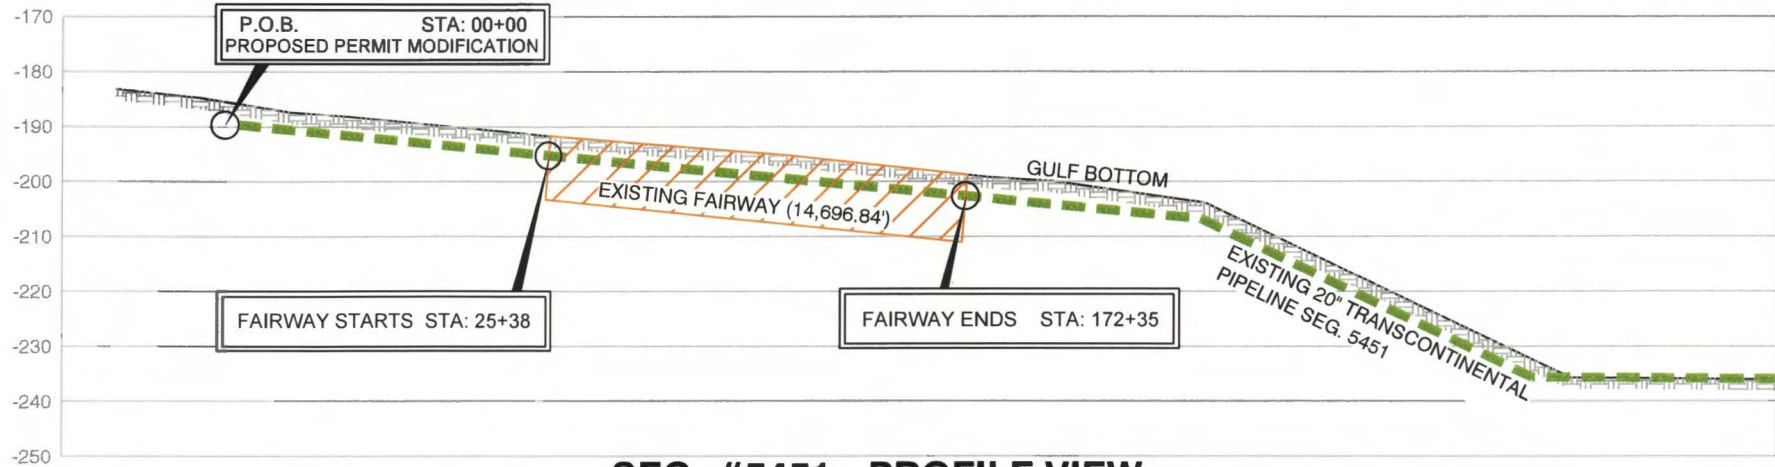 -170
-180
-190
-200
-210
-220
-230
-240
-250
P.O.B. STA: 00+00
PROPOSED PERMIT MODIFICATION
GULF BOTTOM
EXISTING FAIRWAY (14,696.84')
FAIRWAY STARTS STA: 25+38
FAIRWAY ENDS STA: 172+35
EXISTING 20" TRANSCONTINENTAL
PIPELINE SEG. 5451